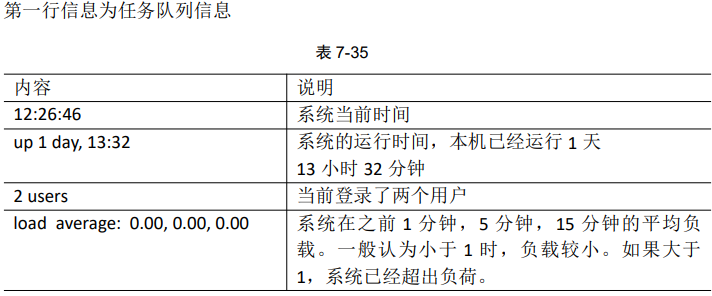 第一行信息为任务队列信息
表 7-35
内容 说明
12:26:46 系统当前时间
up 1 day, 13:32 系统的运行时间，本机已经运行 1 天
13 小时 32 分钟
2 users 当前登录了两个用户
load average: 0.00, 0.00, 0.00 系统在之前 1 分钟，5 分钟，15 分钟的平均负
载。一般认为小于 1 时，负载较小。如果大于
1，系统已经超出负荷。